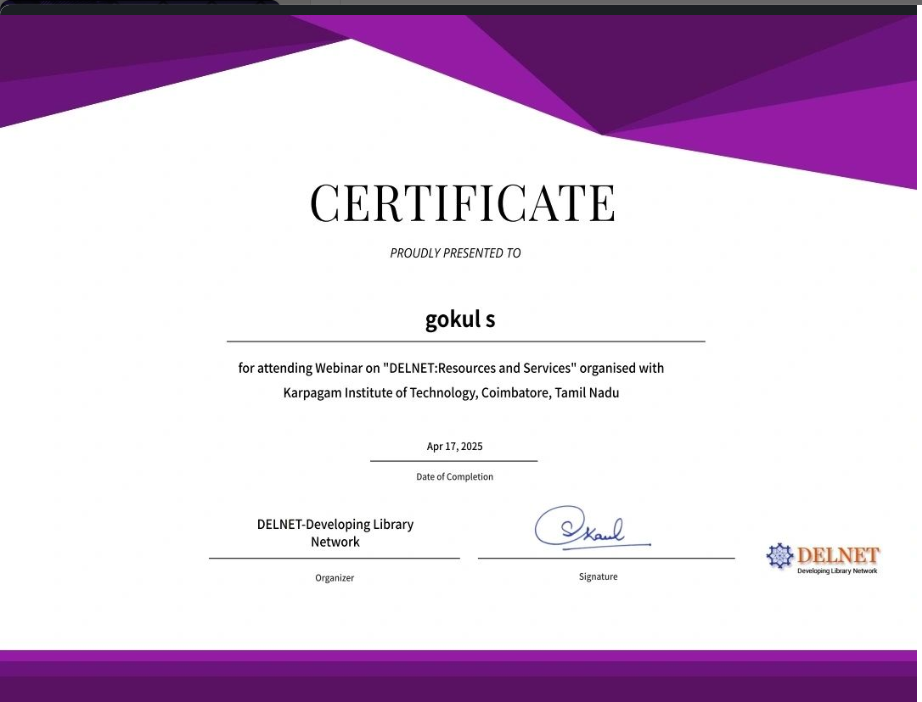 CERTIFICATE
PROUDLY PRESENTED TO
gokul s
for attending Webinar on "DELNET:Resources and Services" organised with
Karpagam Institute of Technology, Coimbatore, Tamil Nadu
Apr 17, 2025
Date of Completion
DELNET-Developing Library
Network
Organizer
Skaul
Signature
DELNET
Developing Library Network